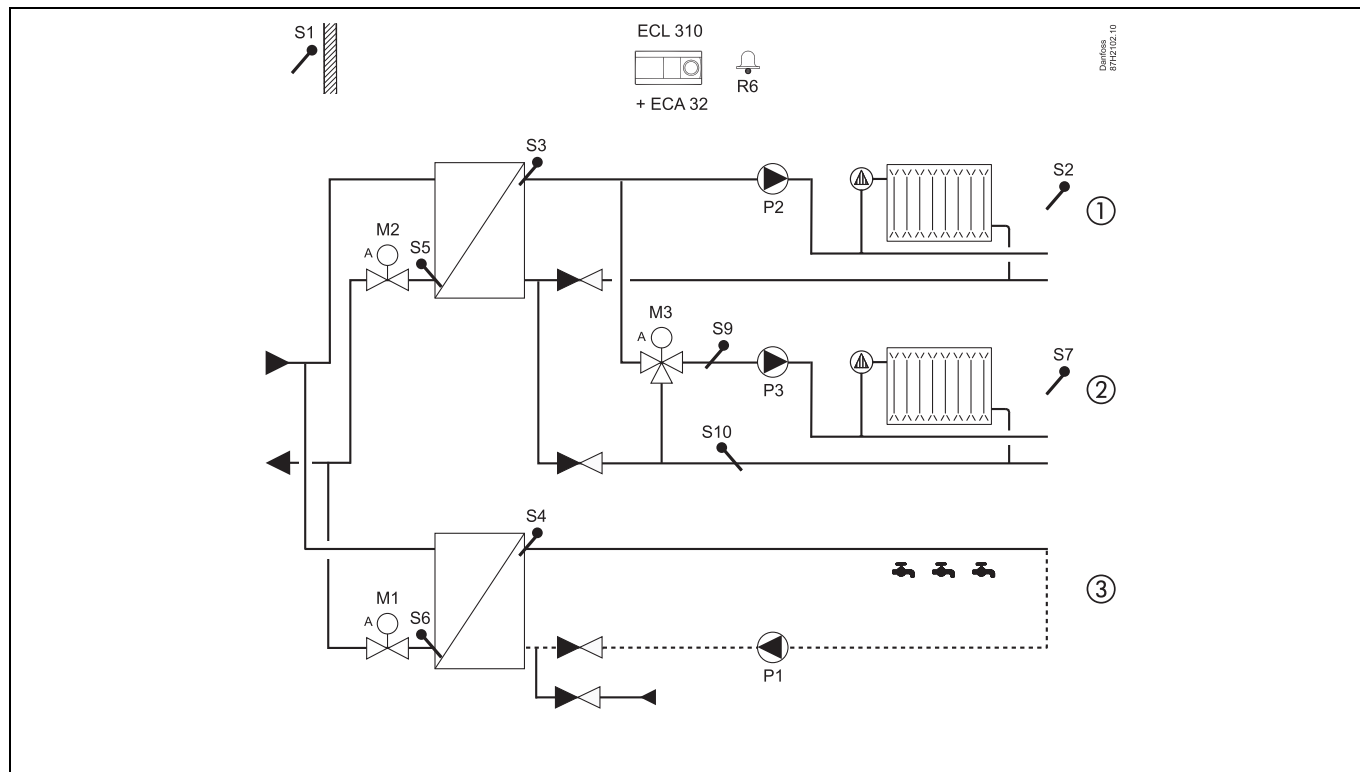 S1
ECL 310
R6
+ ECA 32
Danfoss
87H2102.10
S3
P2
S2
1
M2
A
S5
M3
A
S9
P3
S7
2
S10
S4
M1
A
S6
3
P1